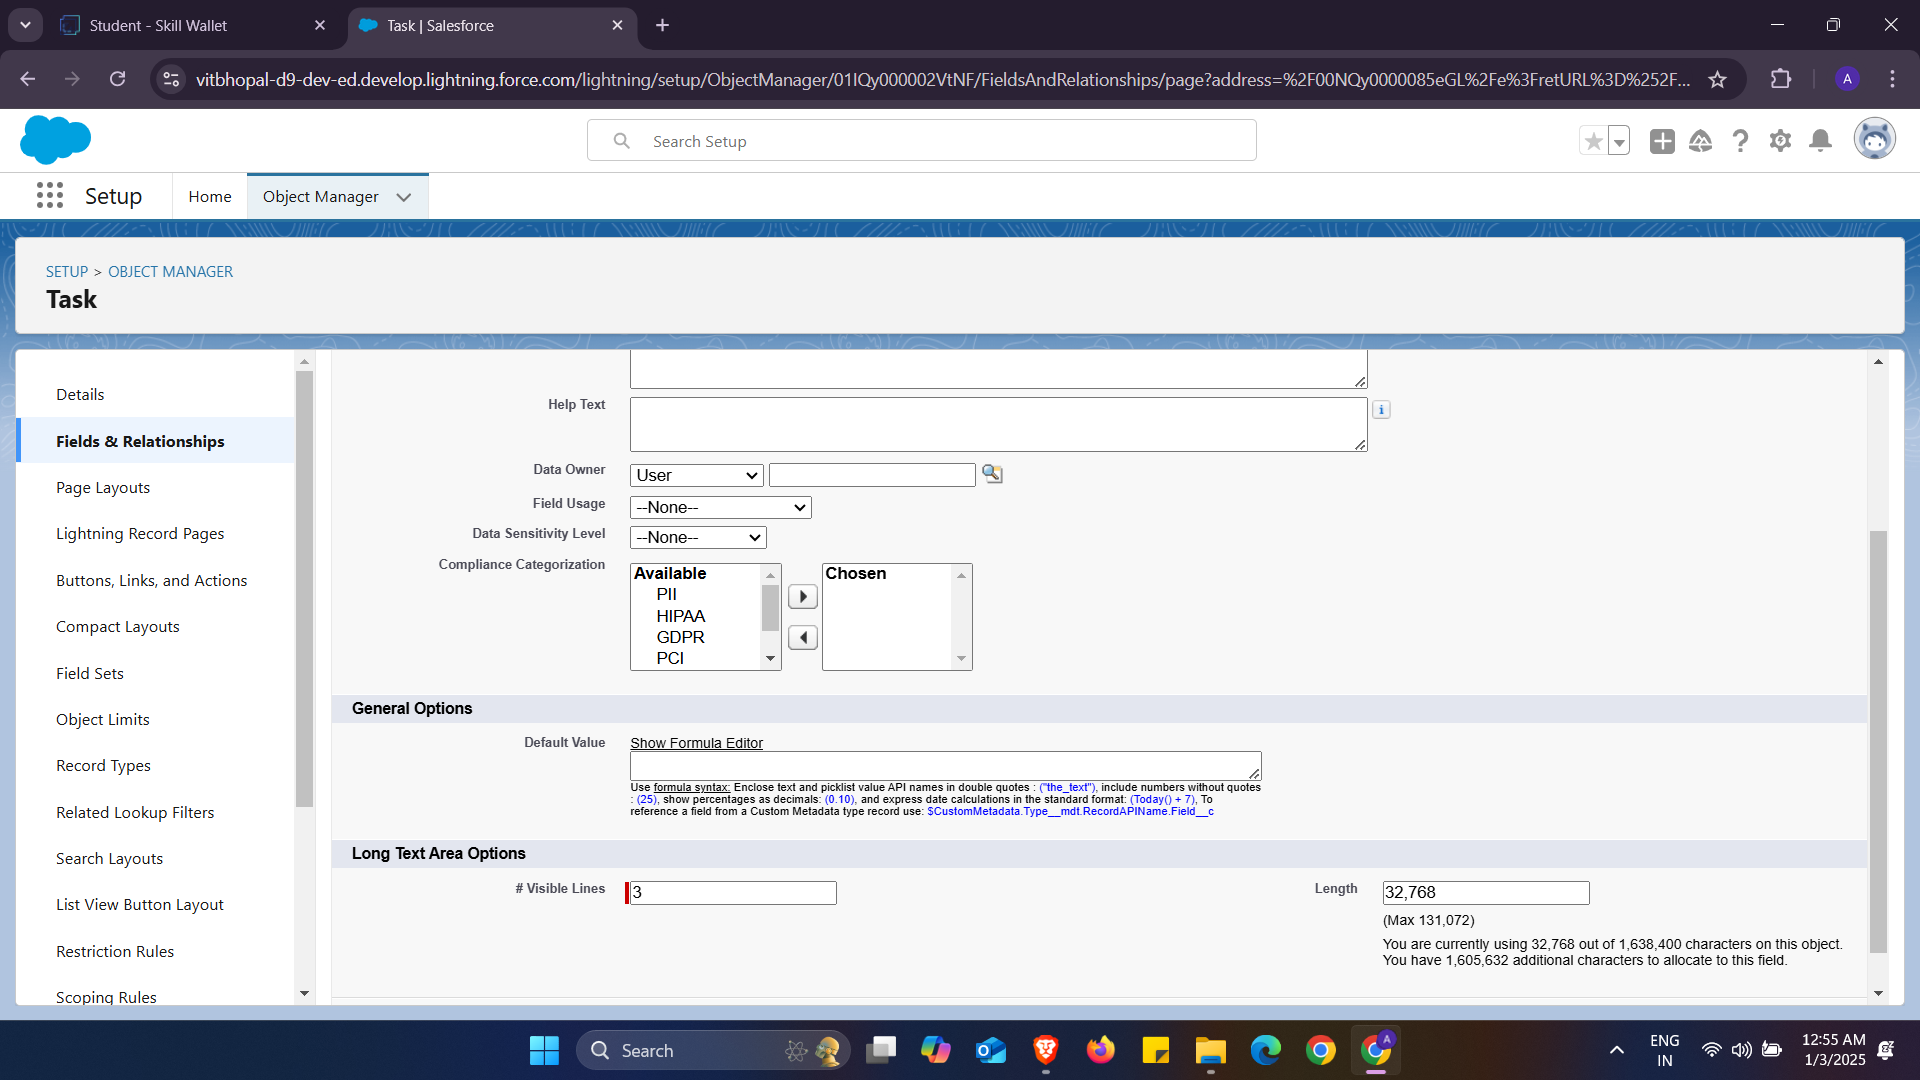 Student - Skill Wallet
Task | Salesforce
vitbhopal-d9-dev-ed.develop.lightning.force.com/lightning/setup/ObjectManager/01IQy000002VtNF/FieldsAndRelationships/page?address=%2F00NQy0000085eGL%2Fe%3FretURL%3D%252F...
A
Search Setup
Setup
Home
Object Manager
SETUP > OBJECT MANAGER
Task
Details
Fields & Relationships
Page Layouts
Lightning Record Pages
Buttons, Links, and Actions
Compact Layouts
Field Sets
Object Limits
Record Types
Related Lookup Filters
Search Layouts
List View Button Layout
Restriction Rules
Scoping Rules
Help Text
Data Owner
User
Field Usage
--None--
Data Sensitivity Level
--None--
Compliance Categorization
Available
PII
HIPAA
GDPR
PCI
Chosen
General Options
Default Value
Show Formula Editor
Use formula syntax: Enclose text and picklist value API names in double quotes : ("the_text"), include numbers without quotes
: (25), show percentages as decimals: (0.10), and express date calculations in the standard format: (Today() + 7), To
reference a field from a Custom Metadata type record use: $CustomMetadata.Type__mdt.RecordAPIName.Field__c
Long Text Area Options
# Visible Lines
3
Length
32,768
(Max 131,072)
You are currently using 32,768 out of 1,638,400 characters on this object.
You have 1,605,632 additional characters to allocate to this field.
Search
A
ENG
IN
12:55 AM
1/3/2025